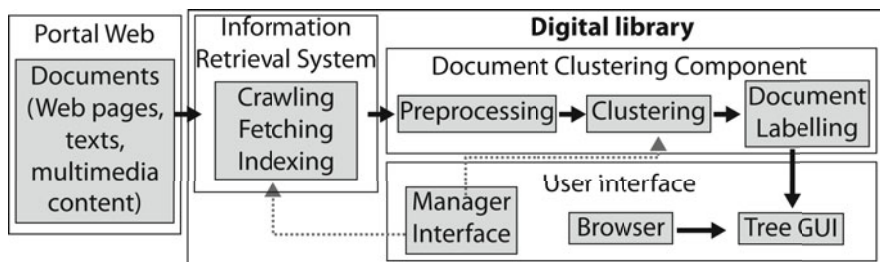 Portal Web
Documents
(Web pages,
texts,
multimedia
content)
Information
Retrieval System
Crawling
Fetching
Indexing
Digital library
Document Clustering Component
Preprocessing
Clustering
Document
Labelling
User interface
Manager
Interface
Browser
Tree GUI